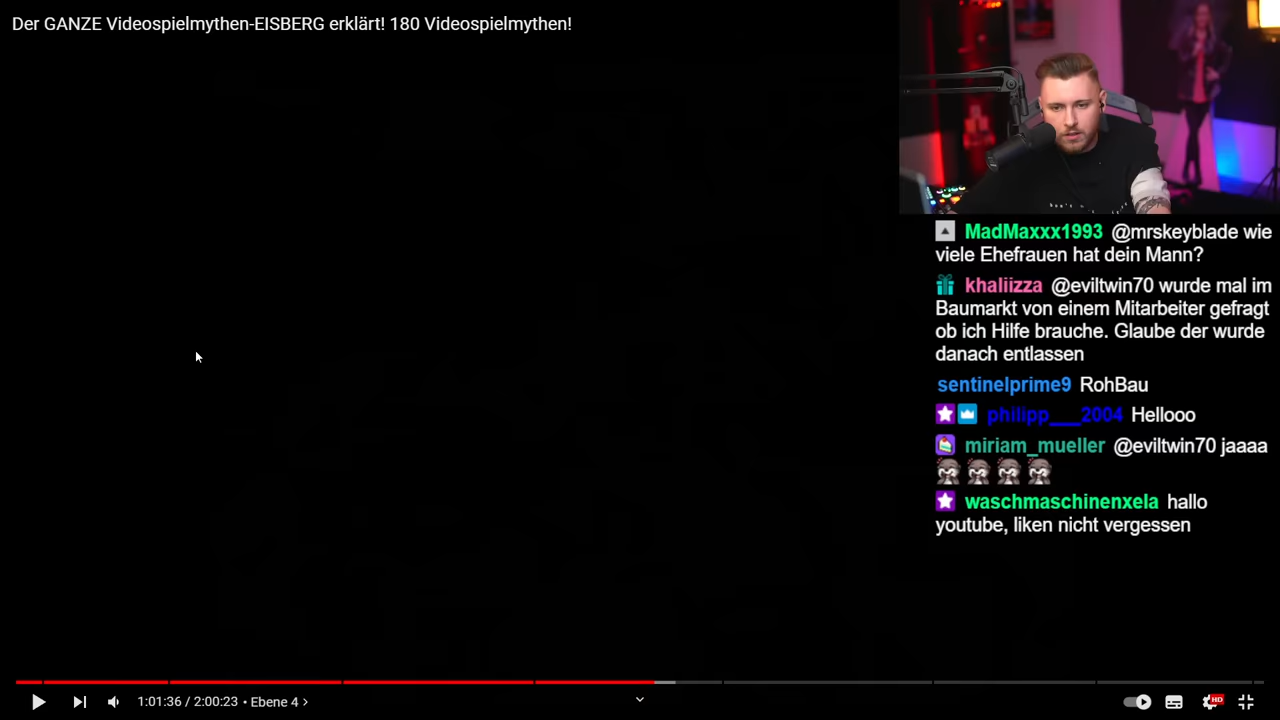 Der GANZE Videospielmythen-EISBERG erklärt! 180 Videospielmythen!
MadMaxxx1993 @mrskeyblade wie
viele Ehefrauen hat dein Mann?
khaliizza @eviltwin70 wurde mal im
Baumarkt von einem Mitarbeiter gefragt
ob ich Hilfe brauche. Glaube der wurde
danach entlassen
sentinelprime9 RohBau
philipp___2004 Hellooo
miriam_mueller @eviltwin70 jaaaa
waschmaschinenxela hallo
youtube, liken nicht vergessen
1:01:36 / 2:00:23 • Ebene 4 >
HD